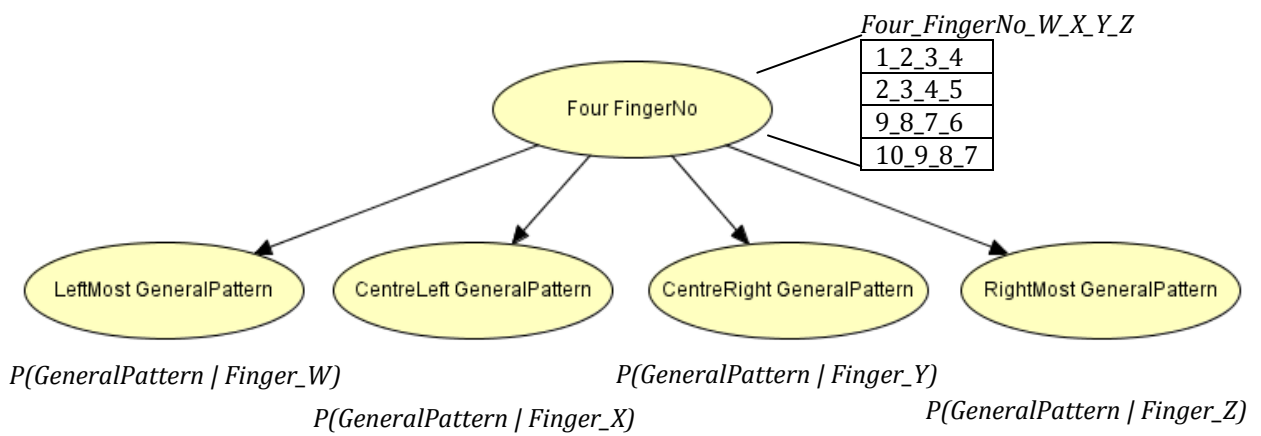 Four_FingerNo_W_X_Y_Z
1_2_3_4
2_3_4_5
9_8_7_6
10_9_8_7
Four FingerNo
LeftMost GeneralPattern
CentreLeft GeneralPattern
CentreRight GeneralPattern
RightMost GeneralPattern
P(GeneralPattern | Finger_W)
P(GeneralPattern | Finger_X)
P(GeneralPattern | Finger_Y)
P(GeneralPattern | Finger_Z)